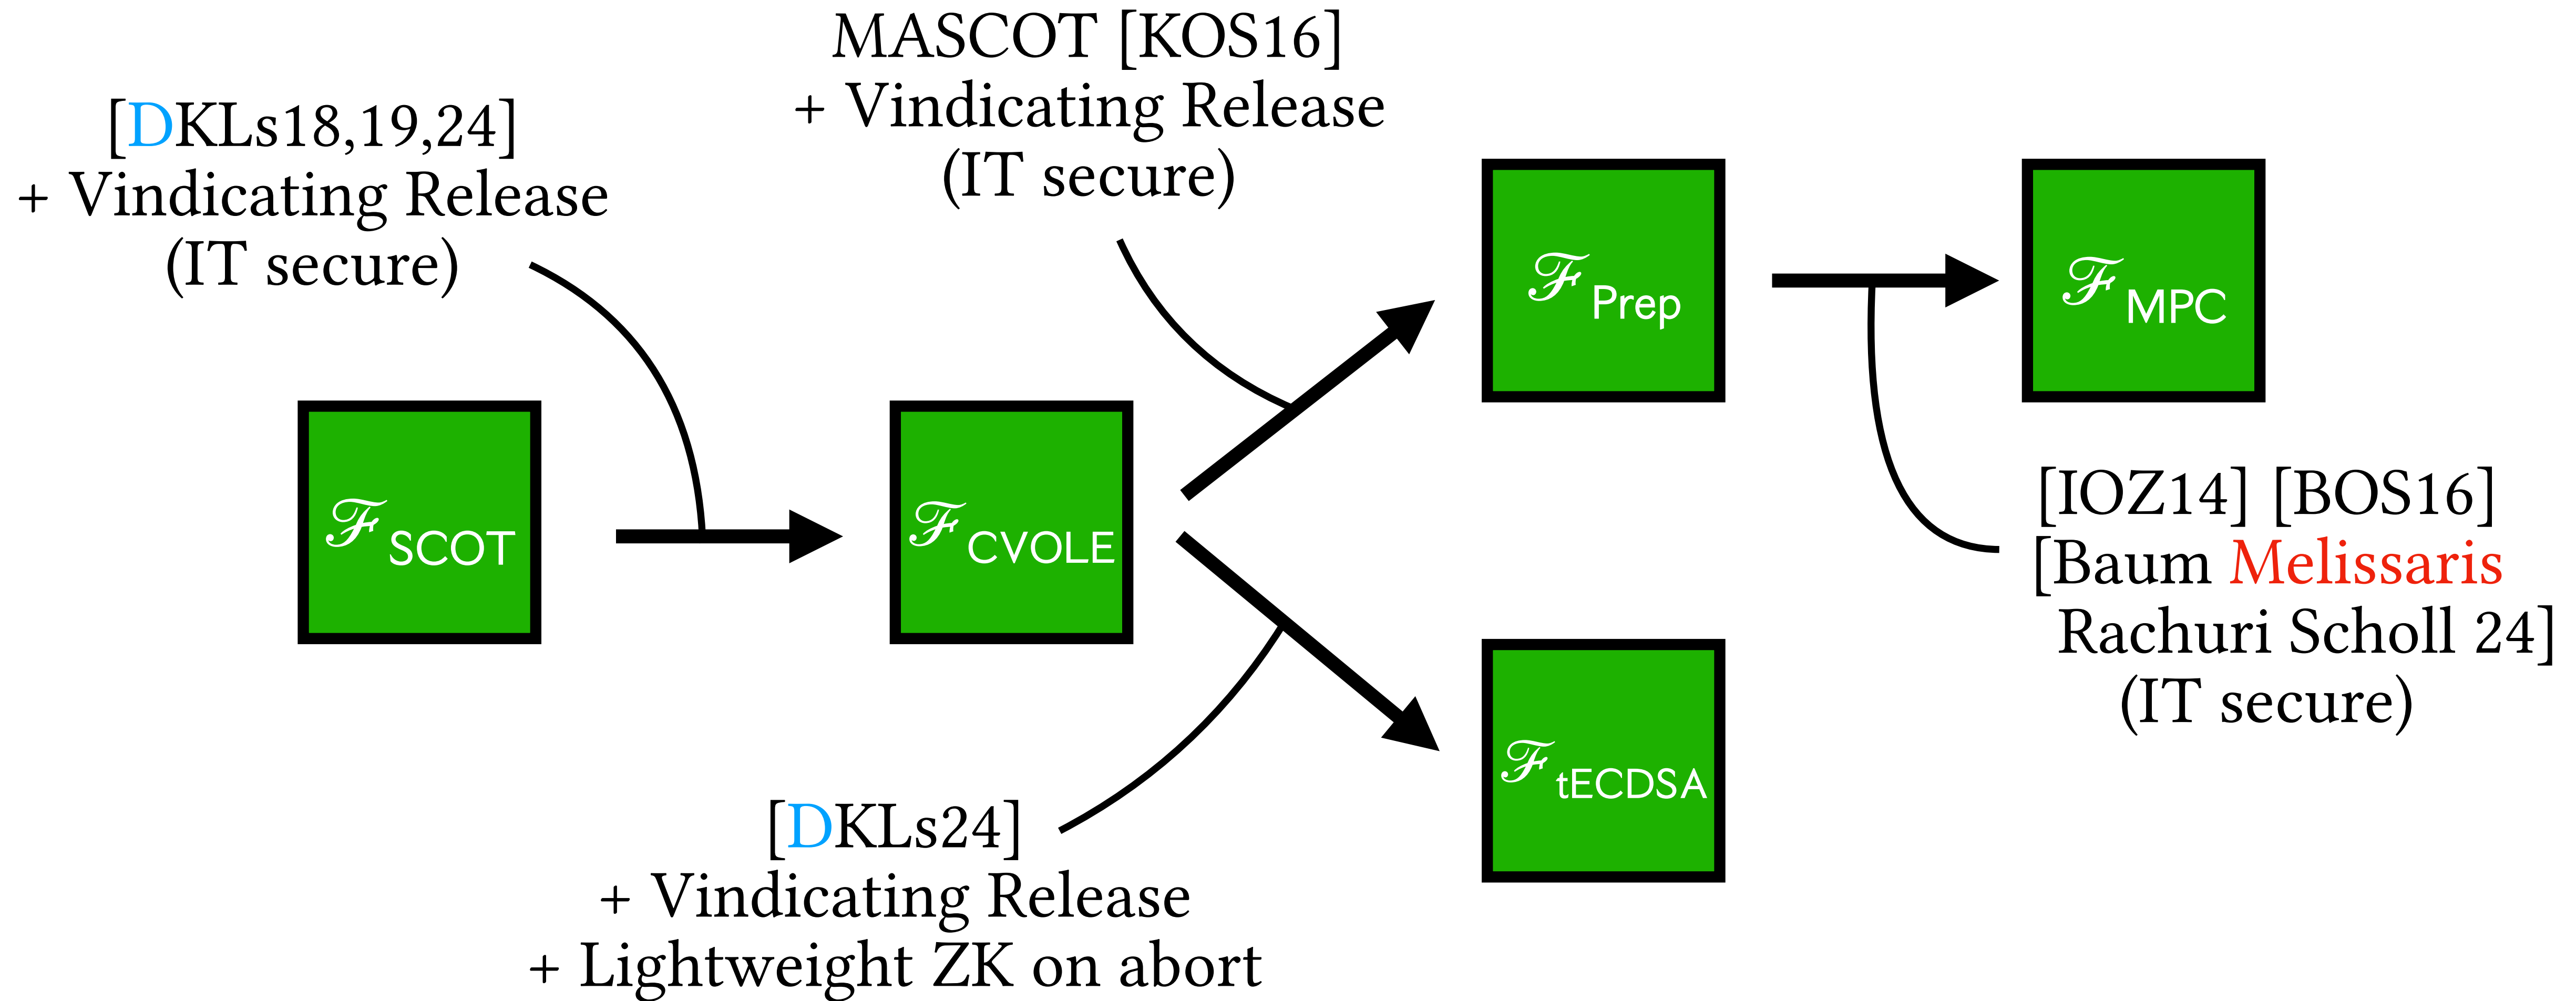 [DKLs18,19,24]
+ Vindicating Release
(IT secure)
MASCOT [KOS16]
+ Vindicating Release
(IT secure)
ℱ SCOT
ℱ CVOLE
ℱ Prep
ℱ MPC
ℱ tECDSA
[IOZ14] [BOS16]
[Baum Melissaris
Rachuri Scholl 24]
(IT secure)
[DKLs24]
+ Vindicating Release
+ Lightweight ZK on abort